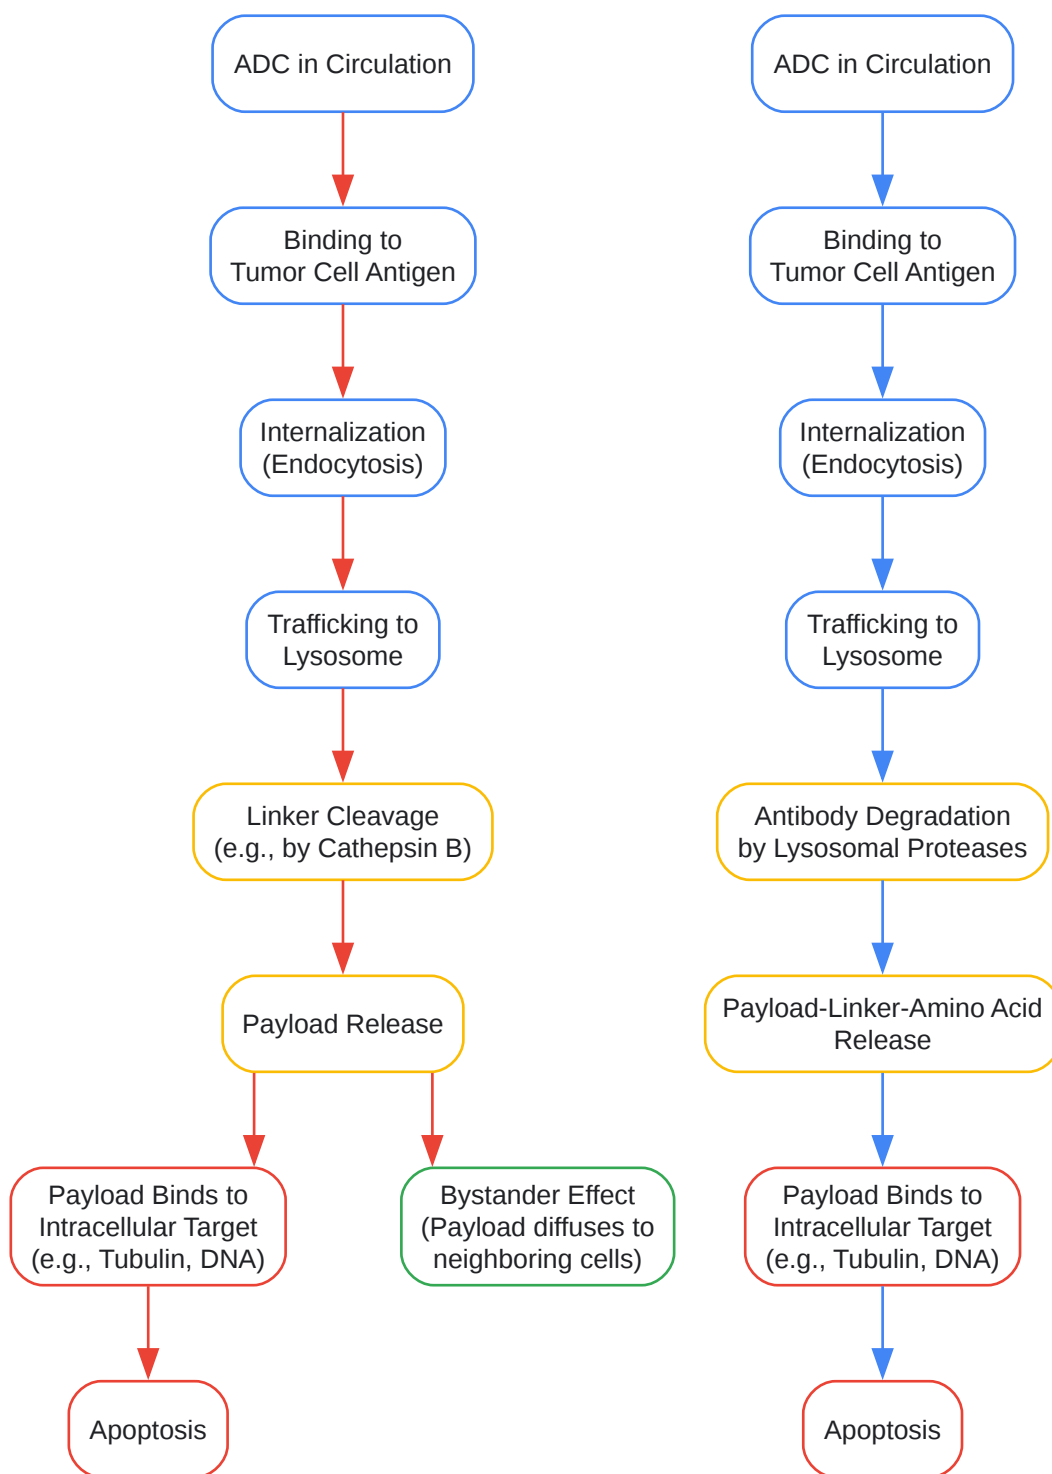 ADC in Circulation
Binding to
Tumor Cell Antigen
Internalization
(Endocytosis)
Trafficking to
Lysosome
Linker Cleavage
(e.g., by Cathepsin B)
Payload Release
Payload Binds to
Intracellular Target
(e.g., Tubulin, DNA)
Bystander Effect
(Payload diffuses to
neighboring cells)
Apoptosis
ADC in Circulation
Binding to
Tumor Cell Antigen
Internalization
(Endocytosis)
Trafficking to
Lysosome
Antibody Degradation
by Lysosomal Proteases
Payload-Linker-Amino Acid
Release
Payload Binds to
Intracellular Target
(e.g., Tubulin, DNA)
Apoptosis